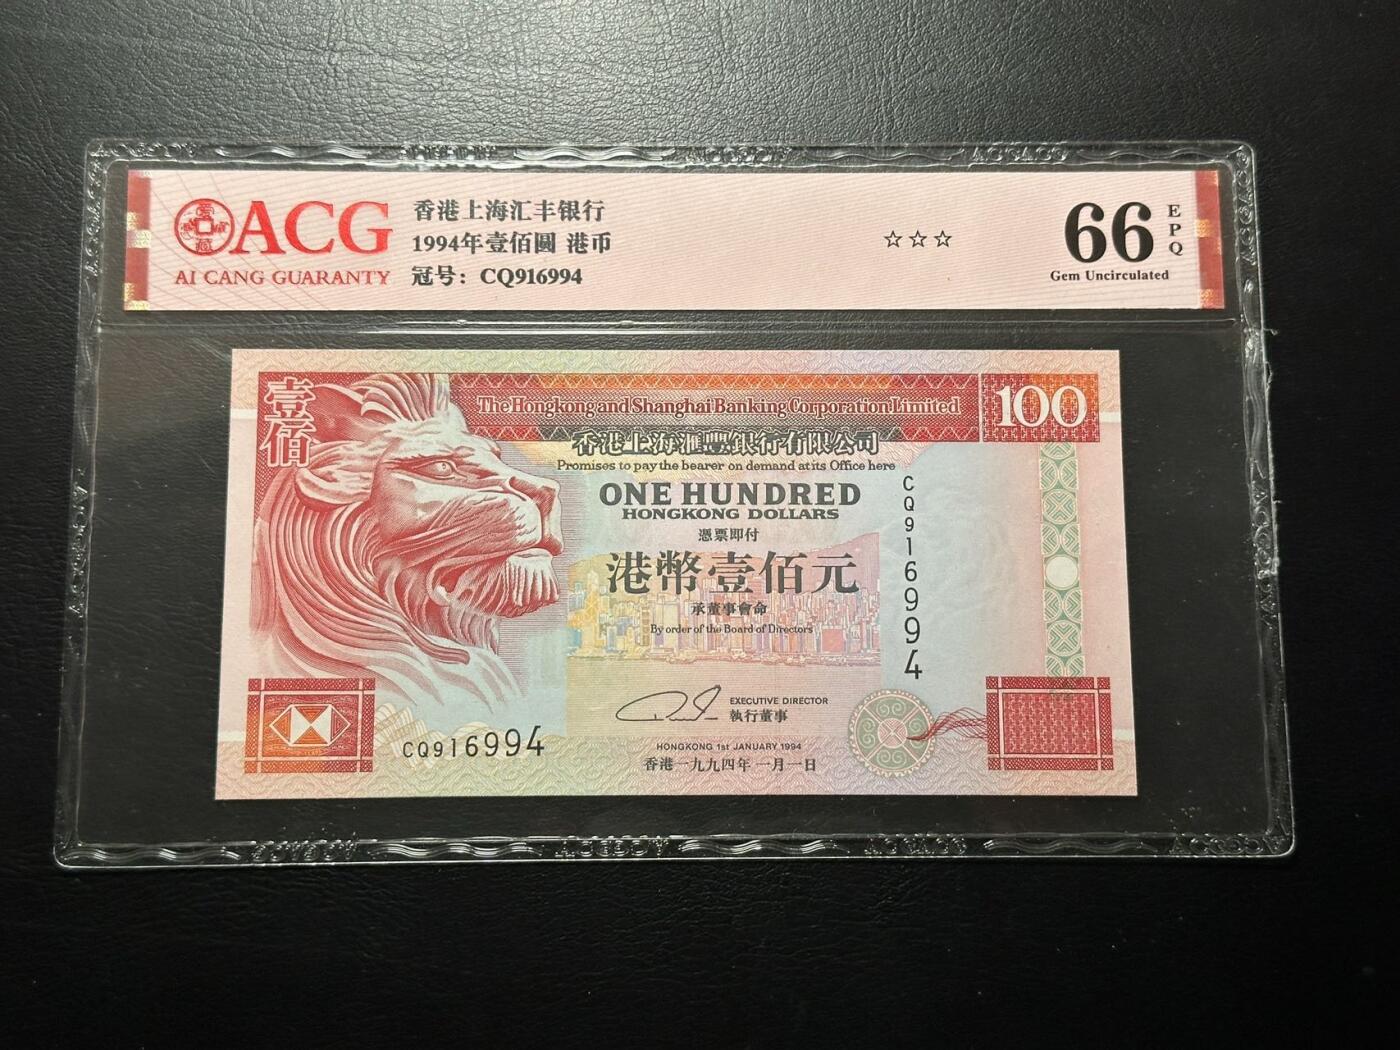 ACG
AI CANG GUARANTY
香港上海汇丰银行
1994年壹佰圓 港币
冠号: CQ916994
☆☆☆
66
EPQ
Gem Uncirculated
壹佰
The Hongkong and Shanghai Banking Corporation Limited
100
香港上海滙豐銀行有限公司
Promises to pay the bearer on demand at its Office here
ONE HUNDRED
HONGKONG DOLLARS
憑票即付
港幣壹佰元
承董事會命
By order of the Board of Directors
CQ916994
EXECUTIVE DIRECTOR
執行董事
CQ916994
HONGKONG 1st JANUARY 1994
香港一九九四年一月一日